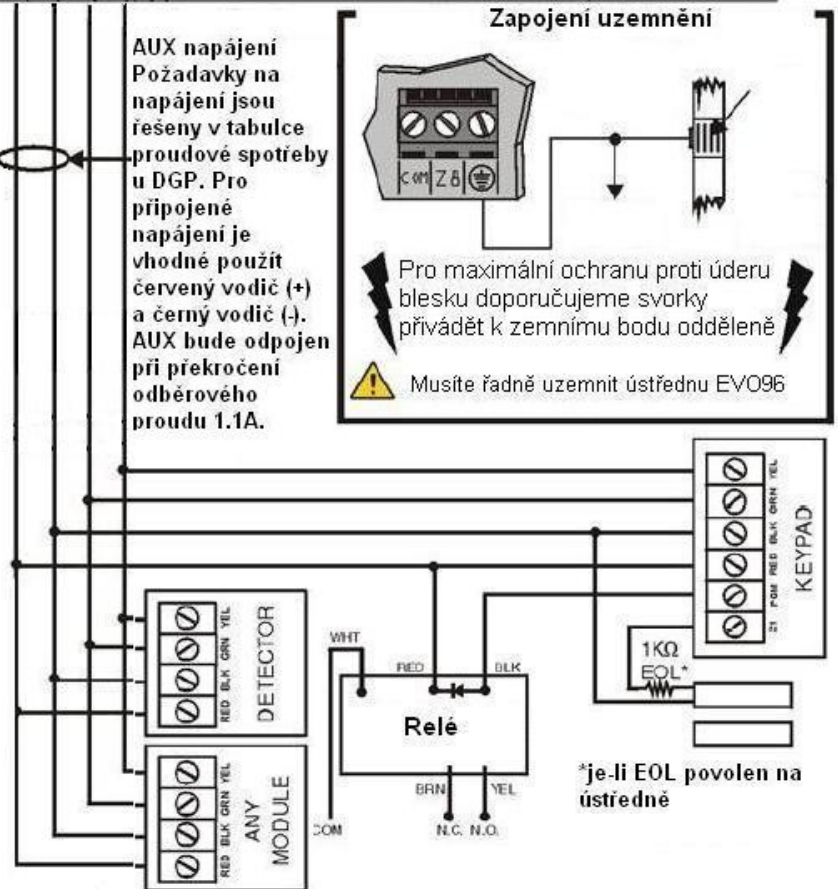 AUX napájení
Požadavky na
napájení jsou
řešeny v tabulce
proudové spotřeby
u DGP. Pro
připojené
napájení je
vhodné použít
červený vodič (+)
a černý vodič (-).
AUX bude odpojen
při překročení
odběrového
proudu 1.1A.
Zapojení uzemnění
COM Z8
Pro maximální ochranu proti úderu
blesku doporučujeme svorky
přivádět k zemnímu bodu odděleně
Musíte řadně uzemnit ústřednu EVO96
Z1 PGM RED BLK GRN YEL
KEYPAD
RED BLK GRN YEL
DETECTOR
RED BLK GRN YEL
ANY
MODULE
WHT
RED
BLK
Relé
BRN
YEL
COM
N.C. N.O.
1KΩ
EOL*
*je-li EOL povolen na
ústředně